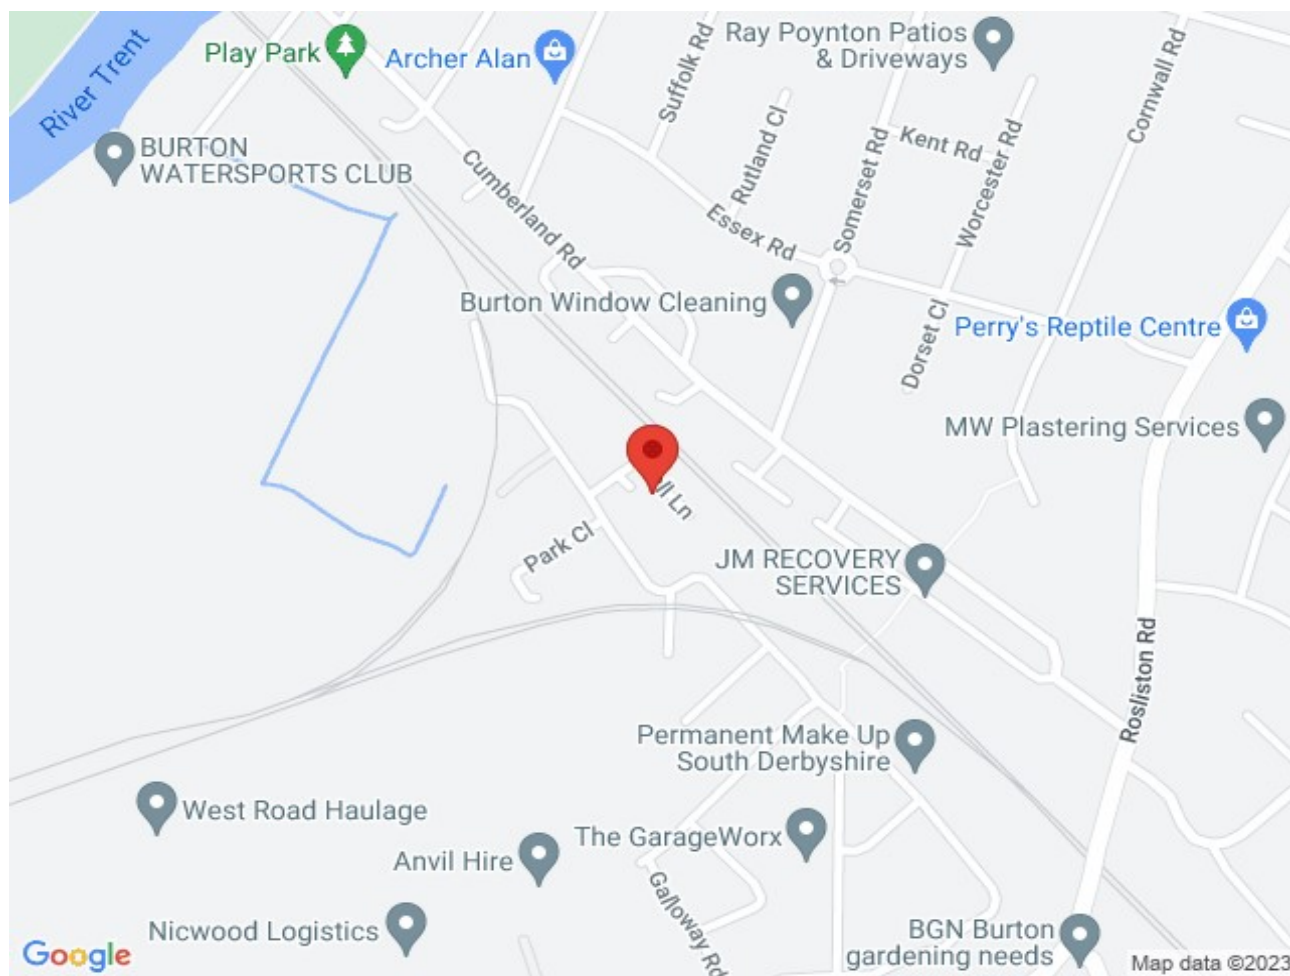 River Trent
Play Park
Archer Alan
Suffolk Rd
Ray Poynton Patios
& Driveways
Cornwall Rd
BURTON
WATERSPORTS CLUB
Cumberland Rd
Rutland Cl
Kent Rd
Somerset Rd
Worcester Rd
Essex Rd
Burton Window Cleaning
Dorset Cl
Perry's Reptile Centre
MW Plastering Services
Ln
Park Cl
JM RECOVERY
SERVICES
Rosliston Rd
Permanent Make Up
South Derbyshire
West Road Haulage
The GarageWorx
Anvil Hire
Galloway Rd
Nicwood Logistics
BGN Burton
gardening needs
Google
Map data ©2023